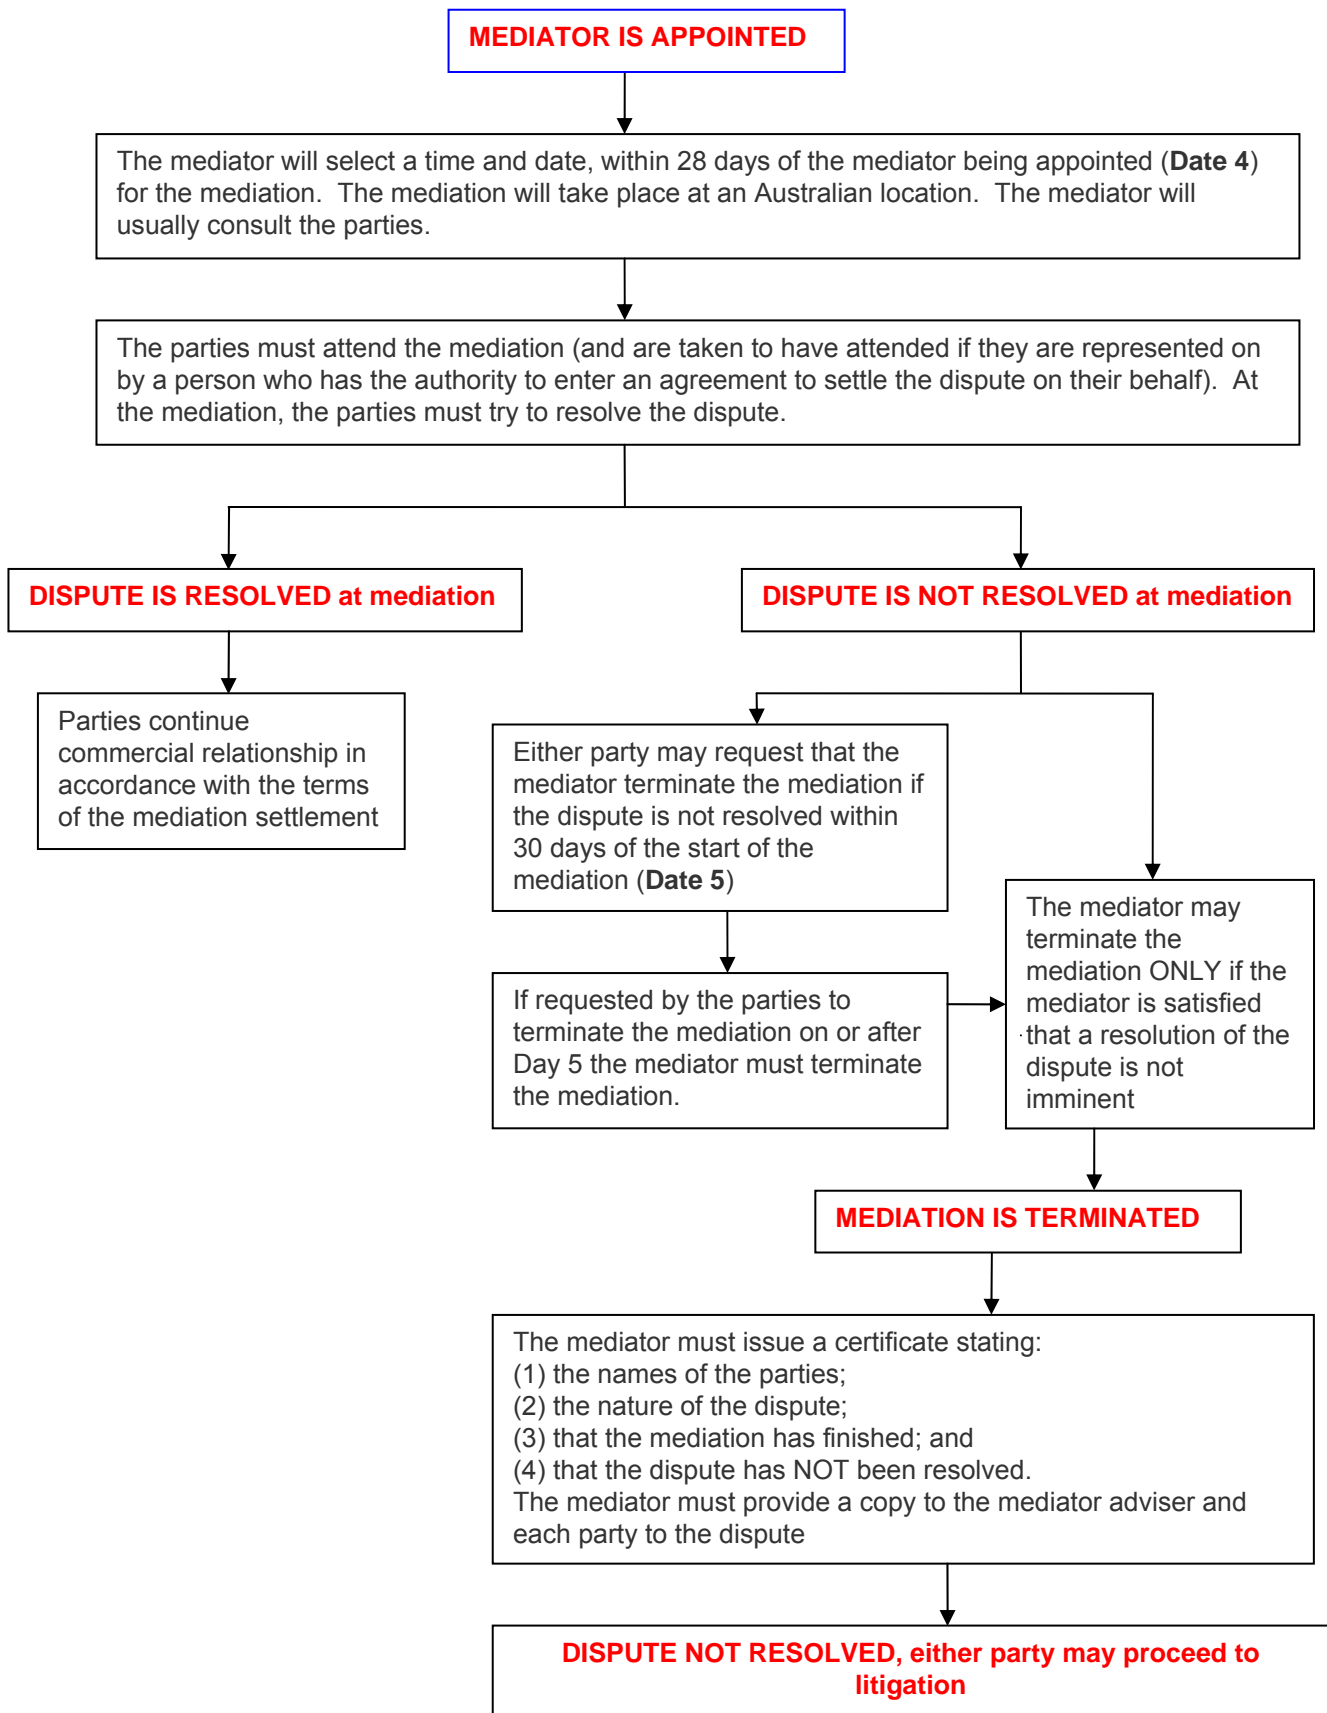 MEDIATOR IS APPOINTED
The mediator will select a time and date, within 28 days of the mediator being appointed (Date 4)
for the mediation. The mediation will take place at an Australian location. The mediator will
usually consult the parties.
The parties must attend the mediation (and are taken to have attended if they are represented on
by a person who has the authority to enter an agreement to settle the dispute on their behalf). At
the mediation, the parties must try to resolve the dispute.
DISPUTE IS RESOLVED at mediation
DISPUTE IS NOT RESOLVED at mediation
Parties continue
commercial relationship in
accordance with the terms
of the mediation settlement
Either party may request that the
mediator terminate the mediation if
the dispute is not resolved within
30 days of the start of the
mediation (Date 5)
If requested by the parties to
terminate the mediation on or after
Day 5 the mediator must terminate
the mediation.
The mediator may
terminate the
mediation ONLY if the
mediator is satisfied
that a resolution of the
dispute is not
imminent
MEDIATION IS TERMINATED
The mediator must issue a certificate stating:
(1) the names of the parties;
(2) the nature of the dispute;
(3) that the mediation has finished; and
(4) that the dispute has NOT been resolved.
The mediator must provide a copy to the mediator adviser and
each party to the dispute
DISPUTE NOT RESOLVED, either party may proceed to
litigation